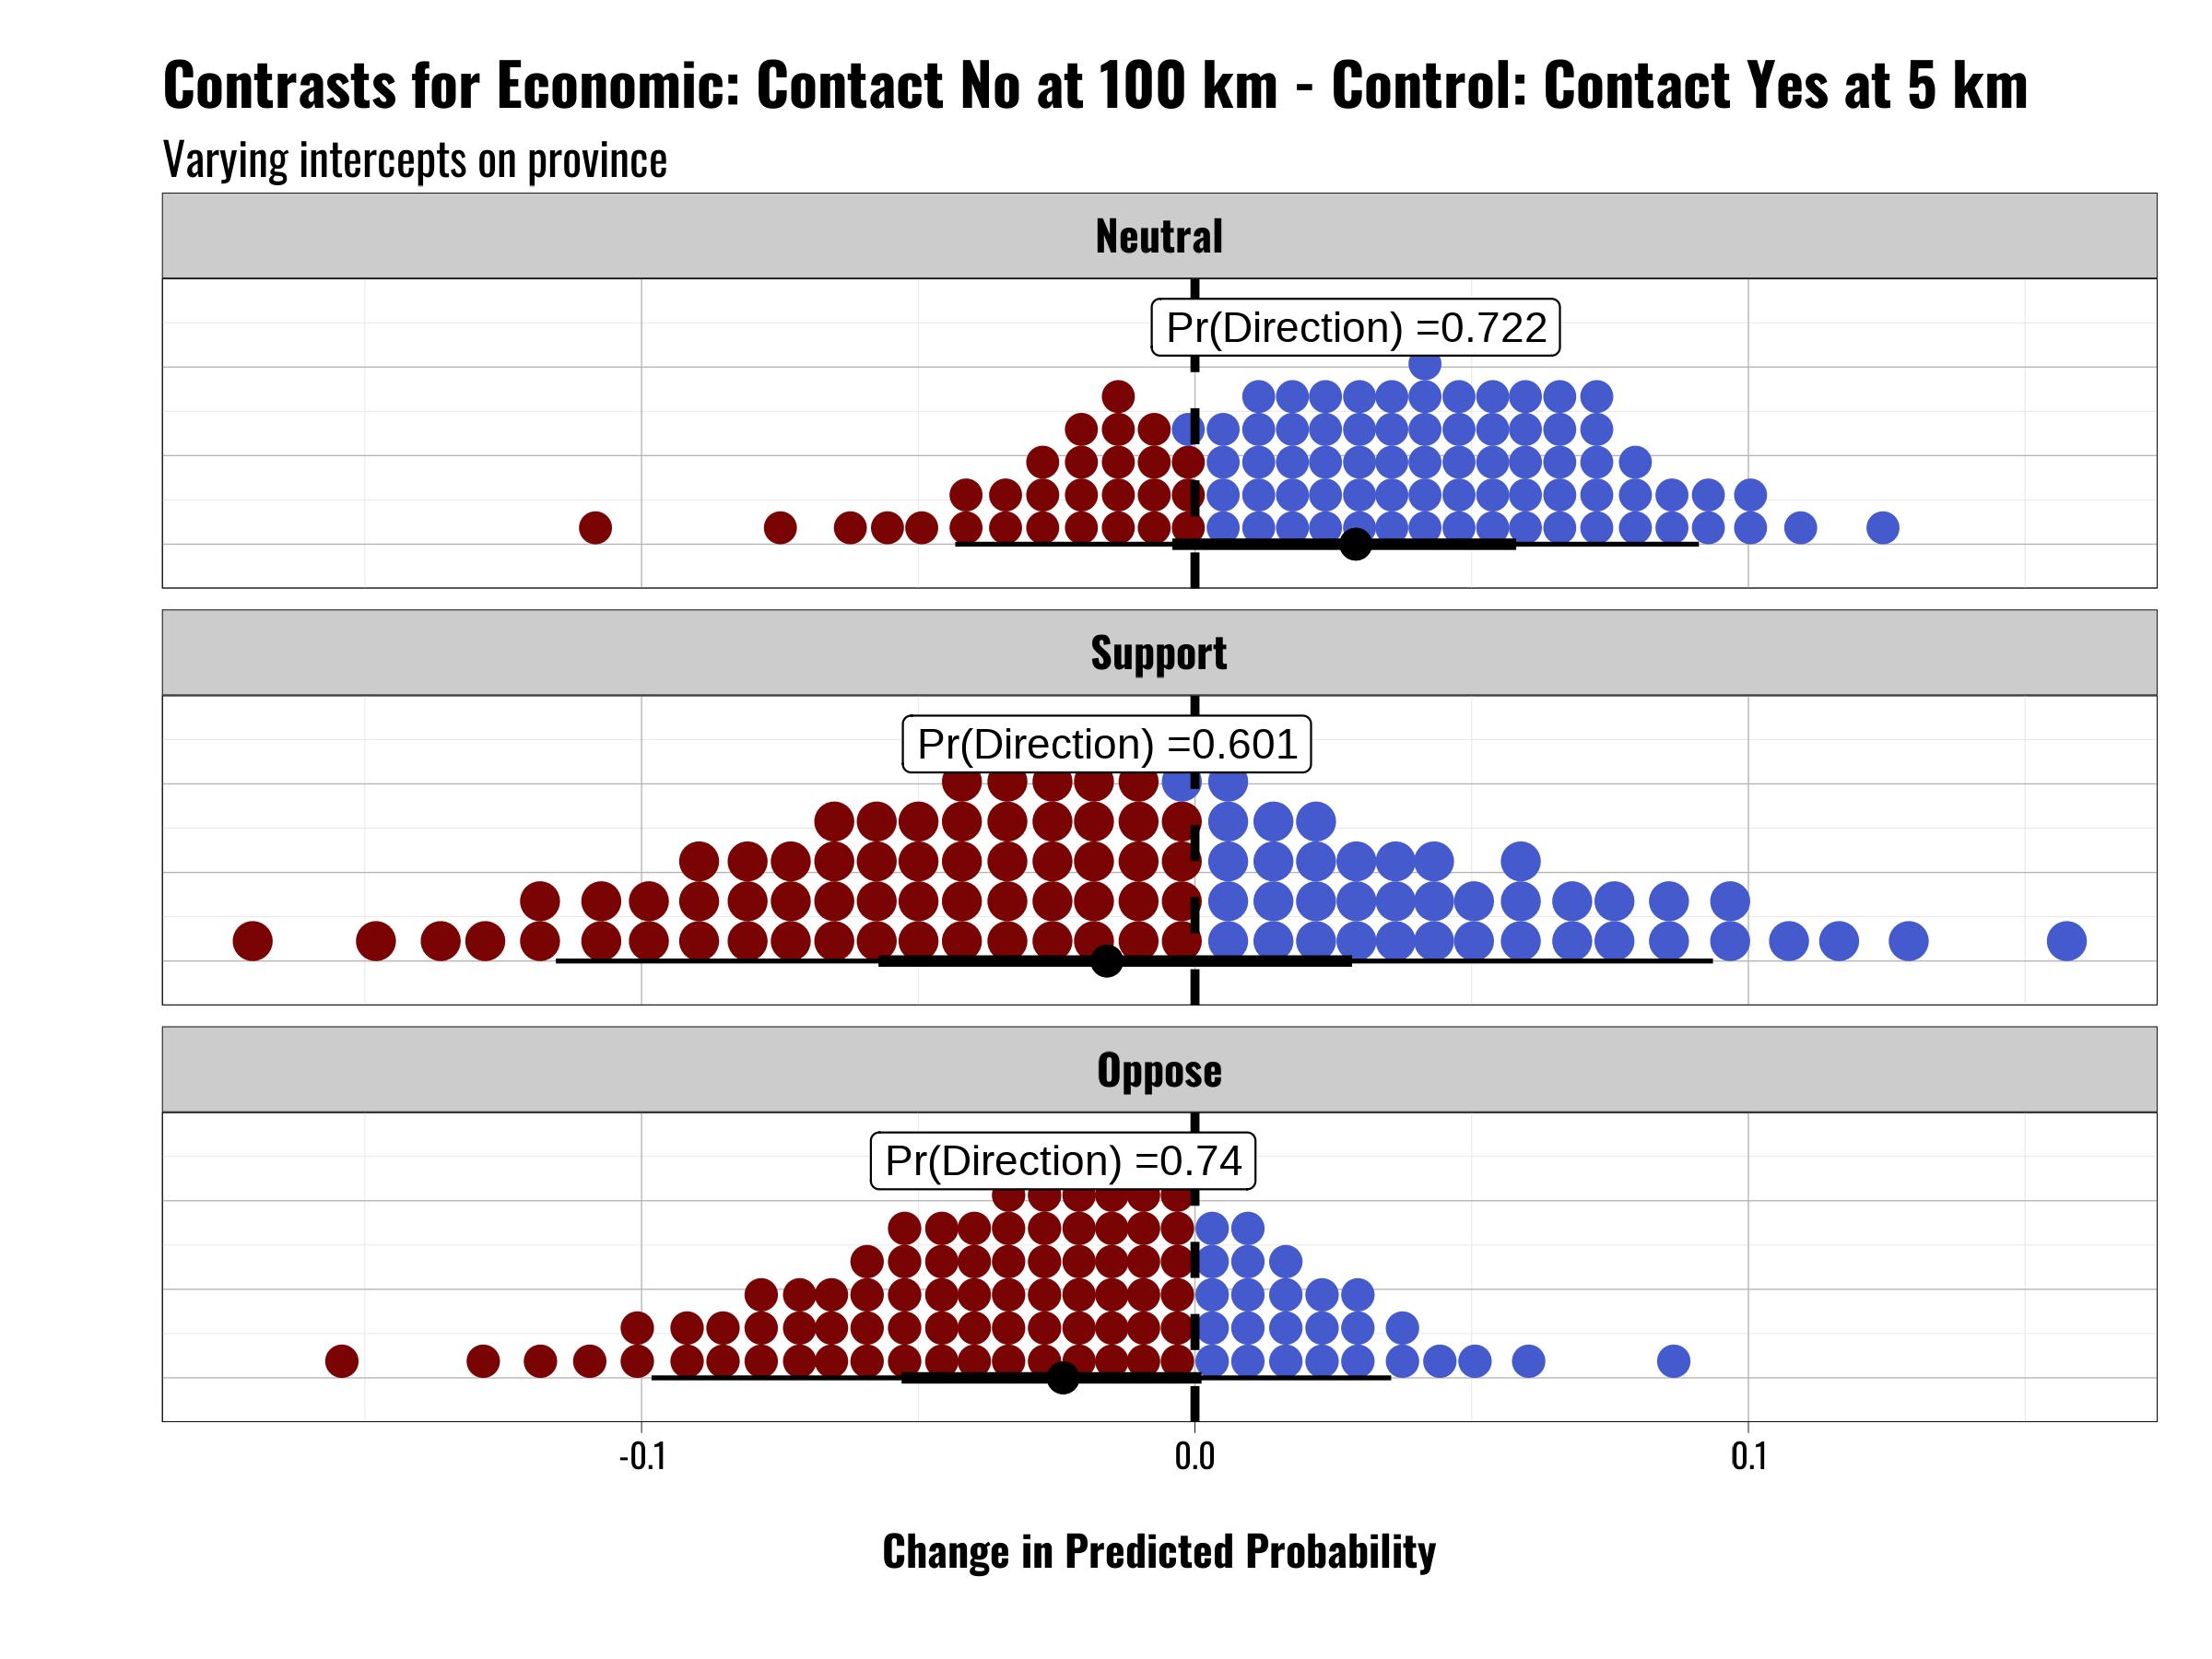 Contrasts for Economic: Contact No at 100 km - Control: Contact Yes at 5 km
Varying intercepts on province
Neutral
Pr(Direction) =0.722
Support
Pr(Direction) =0.601
Oppose
Pr(Direction) =0.74
-0.1 0.0 0.1
Change in Predicted Probability